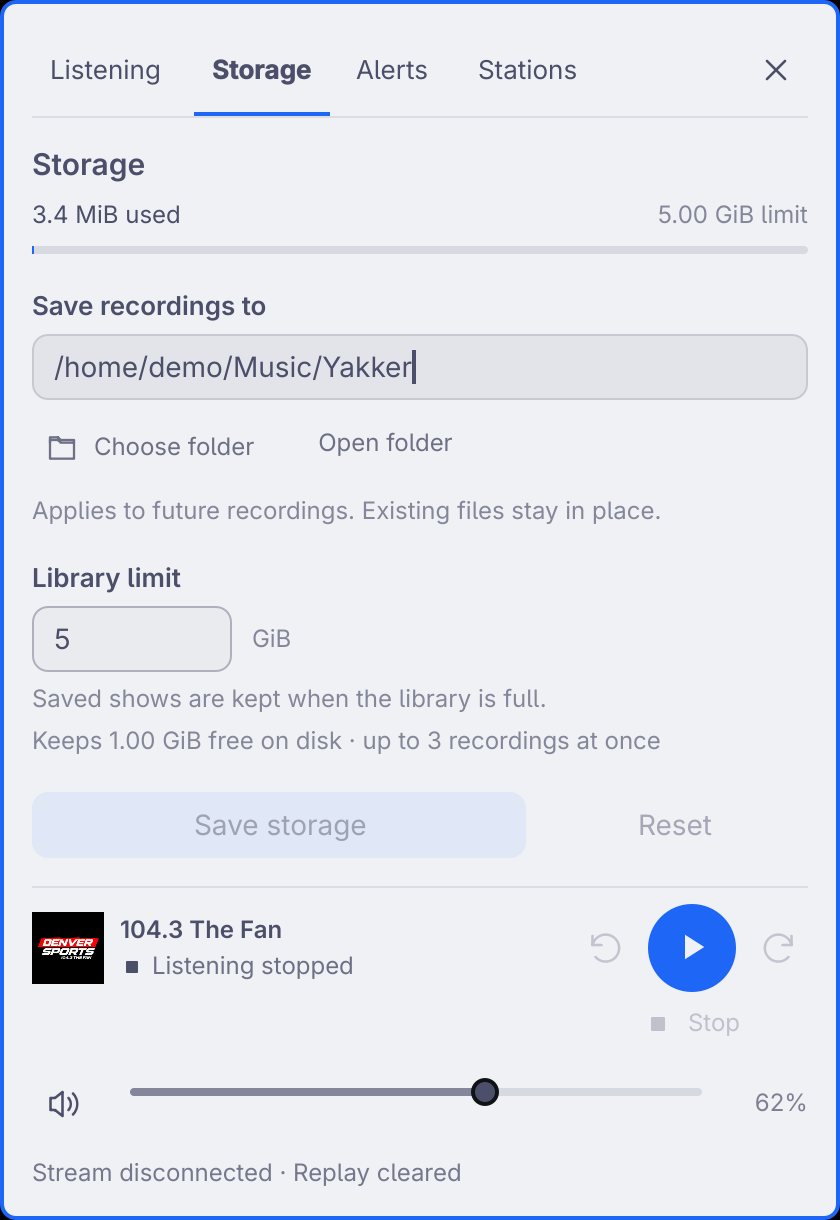 Listening Storage Alerts Stations
Storage
3.4 MiB used 5.00 GiB limit
Save recordings to
/home/demo/Music/Yakker
Choose folder Open folder
Applies to future recordings. Existing files stay in place.
Library limit
5 GiB
Saved shows are kept when the library is full.
Keeps 1.00 GiB free on disk · up to 3 recordings at once
Save storage Reset
DENVER
SPORTS
104.3 THE FAN
104.3 The Fan
Listening stopped
Stop
62%
Stream disconnected · Replay cleared